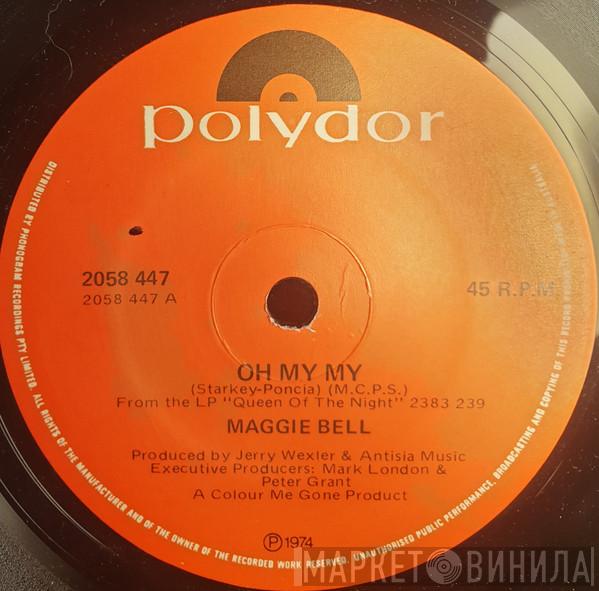 polydor
2058 447
2058 447 A
45 R.P.M.
OH MY MY
(Starkey-Poncia) (M.C.P.S.)
From the LP "Queen Of The Night" 2383 239
MAGGIE BELL
Produced by Jerry Wexler & Antisia Music
Executive Producers: Mark London &
Peter Grant
A Colour Me Gone Product
Ⓟ 1974
DISTRIBUTED BY PHONOGRAM RECORDINGS PTY LIMITED. ALL RIGHTS OF THE MANUFACTURER AND OF THE OWNER OF THE RECORDED WORK RESERVED. UNAUTHORISED PUBLIC PERFORMANCE, BROADCASTING AND COPYING OF THIS RECORD
МАРКЕТ ВИНИЛА